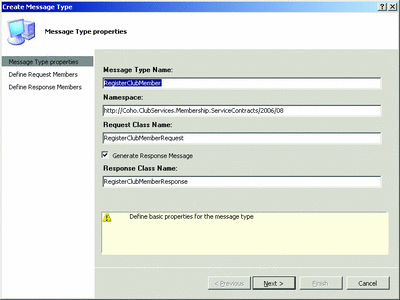 Create Message Type
Message Type properties
Message Type properties
Define Request Members
Define Response Members
Message Type Name:
RegisterClubMember
Namespace:
http://Coho.ClubServices.Membership.ServiceContracts/2006/08
Request Class Name:
RegisterClubMemberRequest
Generate Response Message
Response Class Name:
RegisterClubMemberResponse
Define basic properties for the message type
< Previous
Next >
Finish
Cancel